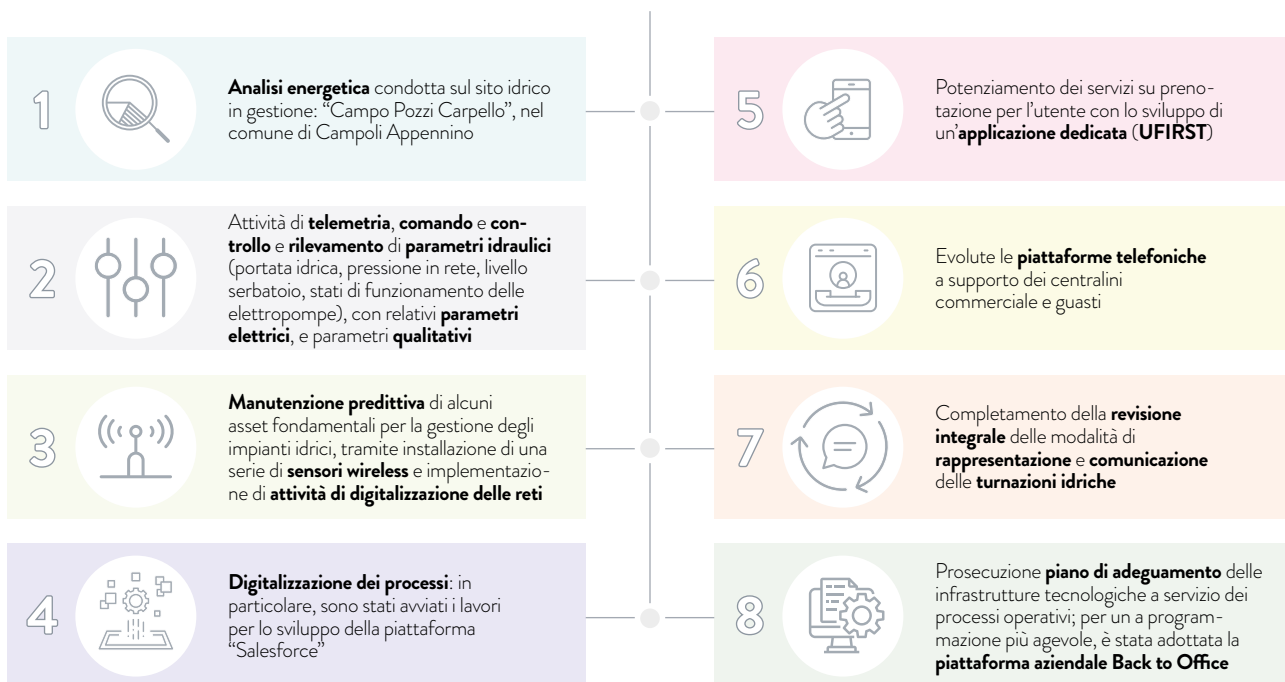 1
Analisi energetica condotta sul sito idrico
in gestione: “Campo Pozzi Carpello”, nel
comune di Campoli Appennino
2
Attività di telemetria, comando e con-
trollo e rilevamento di parametri idraulici
(portata idrica, pressione in rete, livello
serbatoio, stati di funzionamento delle
elettropompe), con relativi parametri
elettrici, e parametri qualitativi
3
Manutenzione predittiva di alcuni
asset fondamentali per la gestione degli
impianti idrici, tramite installazione di una
serie di sensori wireless e implementazio-
ne di attività di digitalizzazione delle reti
4
Digitalizzazione dei processi: in
particolare, sono stati avviati i lavori
per lo sviluppo della piattaforma
“Salesforce”
5
Potenziamento dei servizi su preno-
tazione per l’utente con lo sviluppo di
un’applicazione dedicata (UFIRST)
6
Evolute le piattaforme telefoniche
a supporto dei centralini
commerciale e guasti
7
Completamento della revisione
integrale delle modalità di
rappresentazione e comunicazione
delle turnazioni idriche
8
Prosecuzione piano di adeguamento delle
infrastrutture tecnologiche a servizio dei
processi operativi; per un a program-
mazione più agevole, è stata adottata la
piattaforma aziendale Back to Office